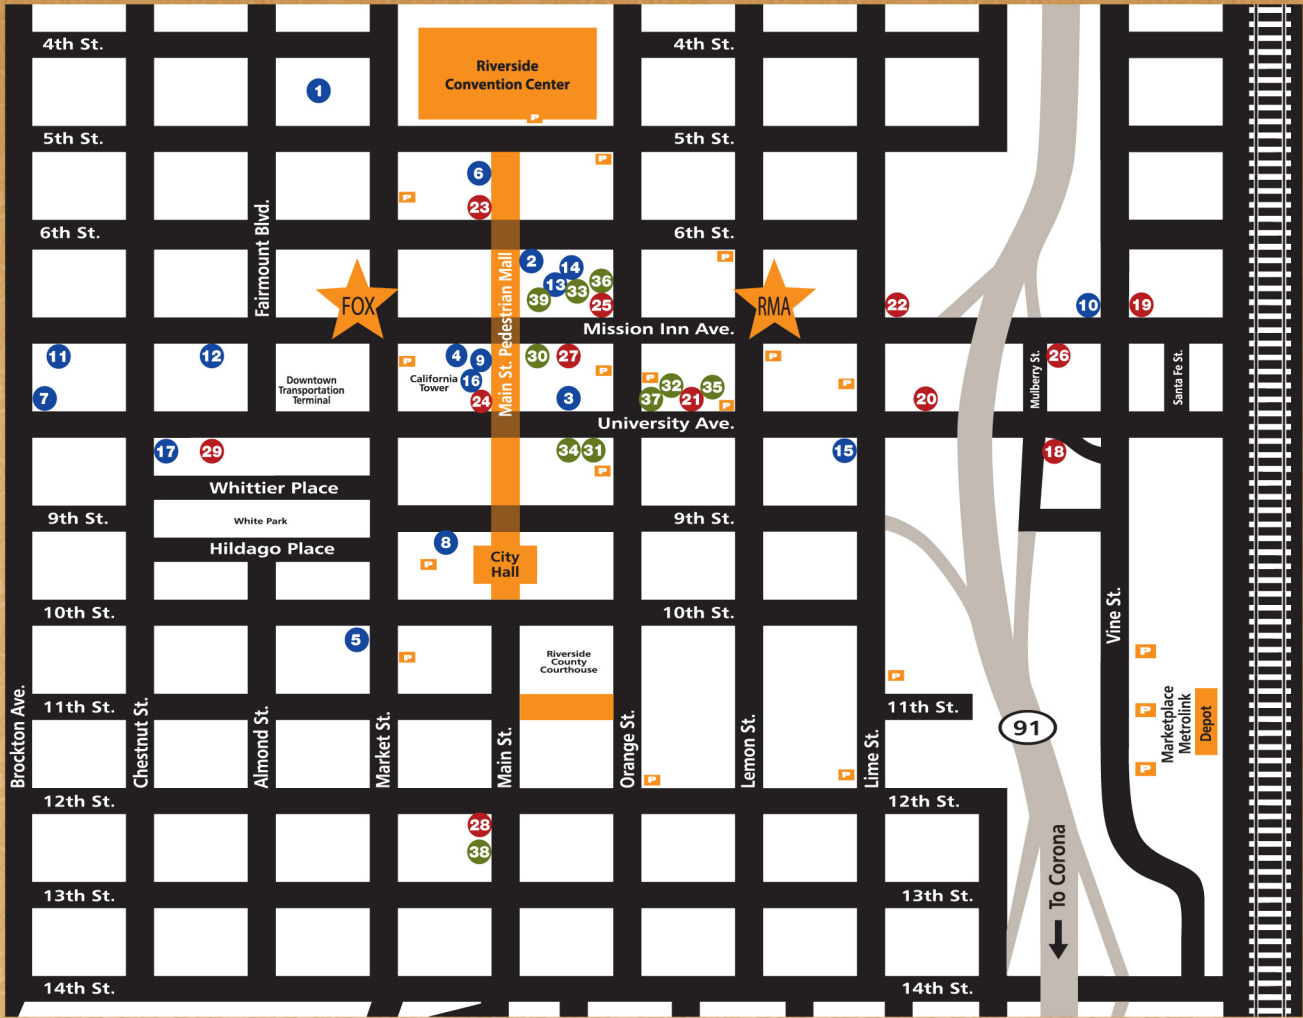 4th St.
4th St.
Riverside
Convention Center
1
P
5th St.
5th St.
P
6
P
23
Fairmount Blvd.
6th St.
6th St.
Main St. Pedestrian Mall
P
2
14
13
36
33
39
25
FOX
RMA
22
10
19
Mission Inn Ave.
11
12
7
Downtown
Transportation
Terminal
P
4
9
California
Tower
16
24
30
27
P
3
P
32
35
37
21
P
P
P
20
Mulberry St.
26
Santa Fe St.
University Ave.
17
29
34
31
P
15
18
Whittier Place
9th St.
White Park
9th St.
Hildago Place
8
P
City
Hall
10th St.
10th St.
Vine St.
5
P
Riverside
County
Courthouse
P
P
P
P
Marketplace
Metrolink
Depot
11th St.
11th St.
91
Brockton Ave.
Chestnut St.
Almond St.
Market St.
Main St.
Orange St.
Lemon St.
Lime St.
P
P
12th St.
12th St.
28
38
To Corona
13th St.
13th St.
14th St.
14th St.